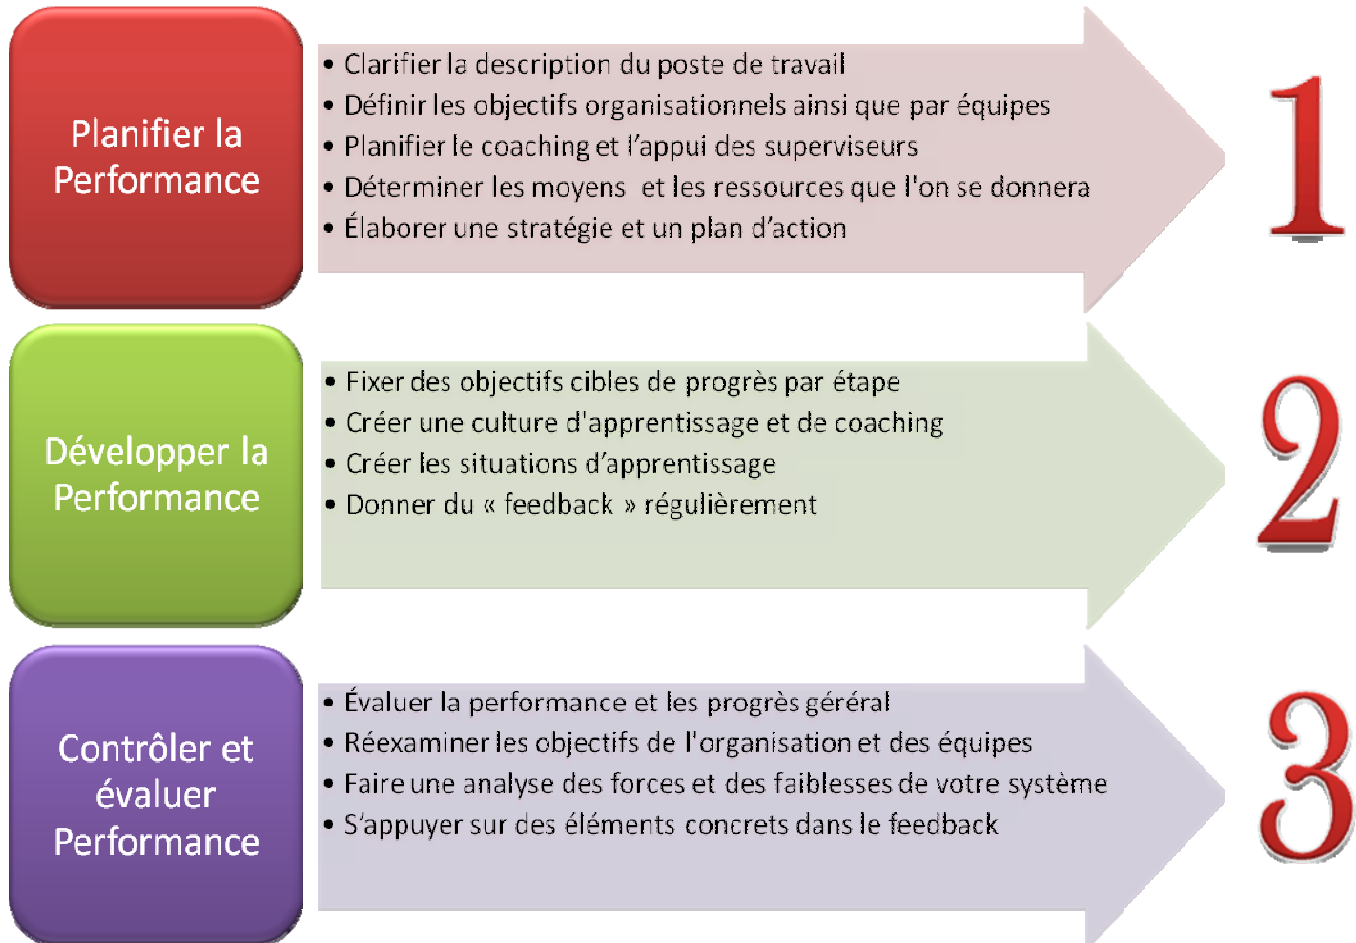 Planifier la
Performance
• Clarifier la description du poste de travail
• Définir les objectifs organisationnels ainsi que par équipes
• Planifier le coaching et l’appui des superviseurs
• Déterminer les moyens et les ressources que l'on se donnera
• Élaborer une stratégie et un plan d’action
1
Développer la
Performance
• Fixer des objectifs cibles de progrès par étape
• Créer une culture d'apprentissage et de coaching
• Créer les situations d’apprentissage
• Donner du « feedback » régulièrement
2
Contrôler et
évaluer
Performance
• Évaluer la performance et les progrès géréral
• Réexaminer les objectifs de l'organisation et des équipes
• Faire une analyse des forces et des faiblesses de votre système
• S’appuyer sur des éléments concrets dans le feedback
3